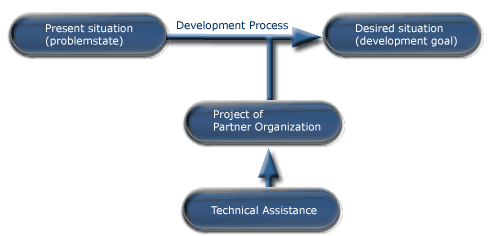 Present situation
(problemstate)
Development Process
Desired situation
(development goal)
Project of
Partner Organization
Technical Assistance